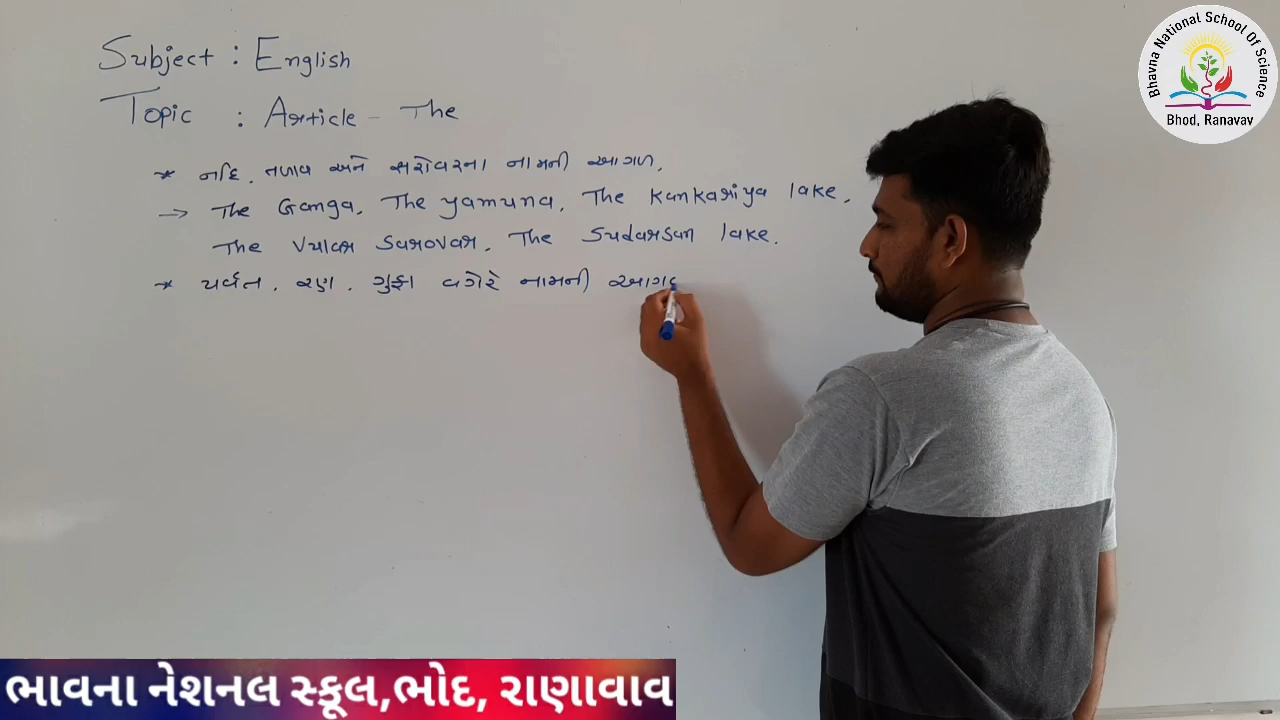 Subject : English
Topic : Article - The
* નદિ, તળાવ અને સરોવરના નામની આગળ.
→ The Ganga, The yamuna, The Kankariya lake,
The Vyas Sarovar, The Sudarsan lake.
* પર્વત, રણ, ગુફા વગેરે નામની આગ
Bhavna National School Of Science
Bhod, Ranavav
ભાવના નેશનલ સ્કૂલ,ભોદ, રાણાવાવ